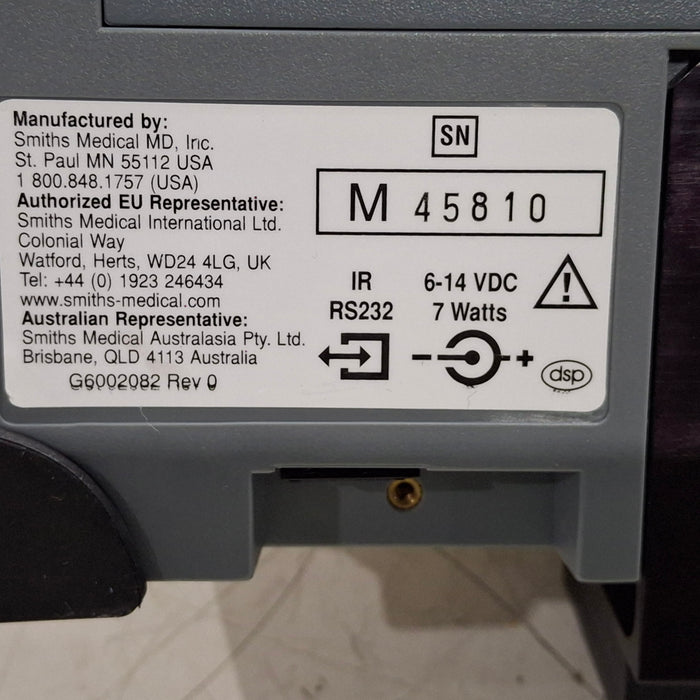 Manufactured by:
Smiths Medical MD, Inc.
St. Paul MN 55112 USA
1 800.848.1757 (USA)
Authorized EU Representative:
Smiths Medical International Ltd.
Colonial Way
Watford, Herts, WD24 4LG, UK
Tel: +44 (0) 1923 246434
www.smiths-medical.com
Australian Representative:
Smiths Medical Australasia Pty. Ltd.
Brisbane, QLD 4113 Australia
G6002082 Rev 0
SN
M 45810
IR
RS232
6-14 VDC
7 Watts
- +
dsp